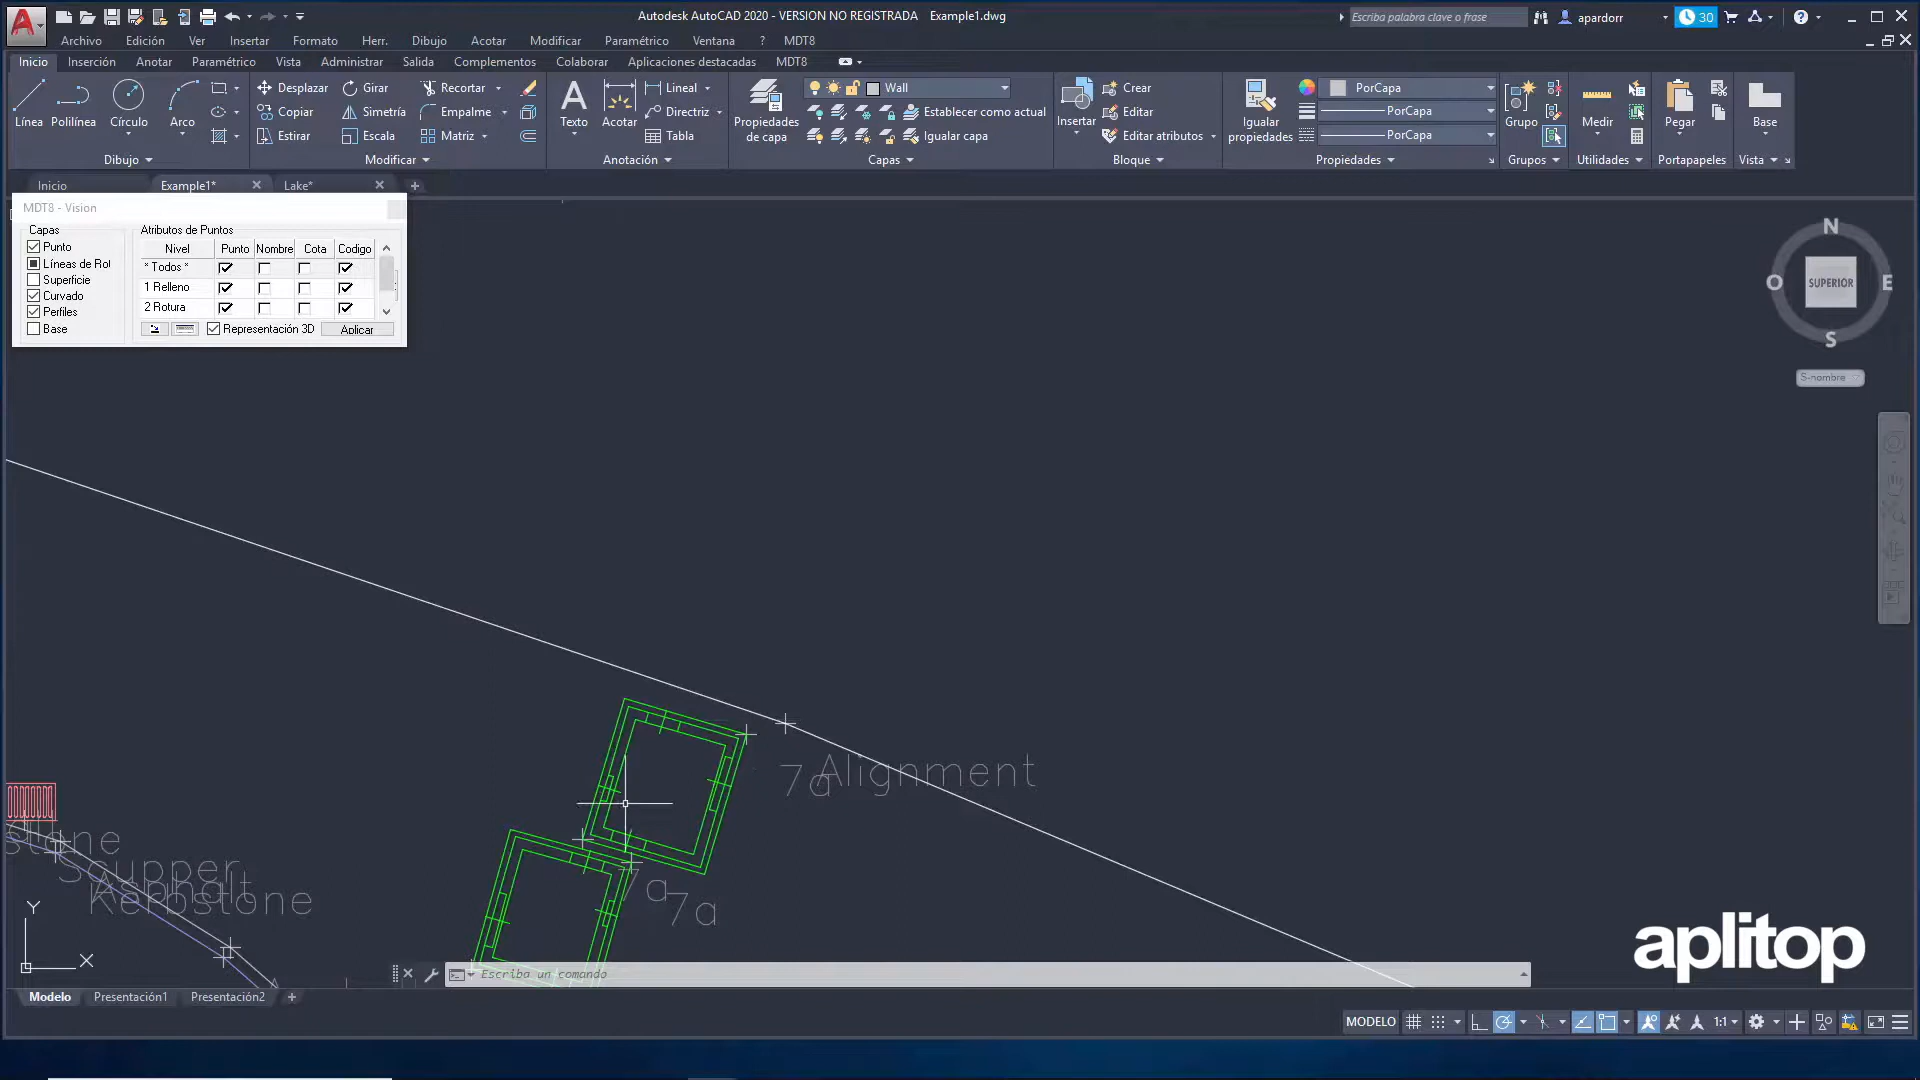 Autodesk AutoCAD 2020 - VERSION NO REGISTRADA Example1.dwg
Escriba palabra clave o frase
apardorr
30
Archivo Edición Ver Insertar Formato Herr. Dibujo Acotar Modificar Paramétrico Ventana ? MDT8
Inicio Inserción Anotar Paramétrico Vista Administrar Salida Complementos Colaborar Aplicaciones destacadas MDT8
Línea Polilínea Círculo Arco
Desplazar Girar Recortar
Copiar Simetría Empalme
Estirar Escala Matriz
Texto Acotar
Lineal
Directriz
Tabla
Propiedades de capa
Wall
Establecer como actual
Igualar capa
Insertar
Crear
Editar
Editar atributos
Igualar propiedades
PorCapa
PorCapa
PorCapa
Grupo
Medir
Pegar
Base
Dibujo Modificar Anotación Capas Bloque Propiedades Grupos Utilidades Portapapeles Vista
Inicio Example1* Lake*
MDT8 - Vision
Capas
Punto
Líneas de Rot
Superficie
Curvado
Perfiles
Base
Atributos de Puntos
Nivel Punto Nombre Cota Codigo
* Todos *
1 Relleno
2 Rotura
Representación 3D Aplicar
N
O SUPERIOR E
S
S-nombre
7a
Alignment
Scupper
Asphalt
Kerbstone
7a
7a
Y
X
aplitop
Escriba un comando
Modelo Presentación1 Presentación2
MODELO 1:1